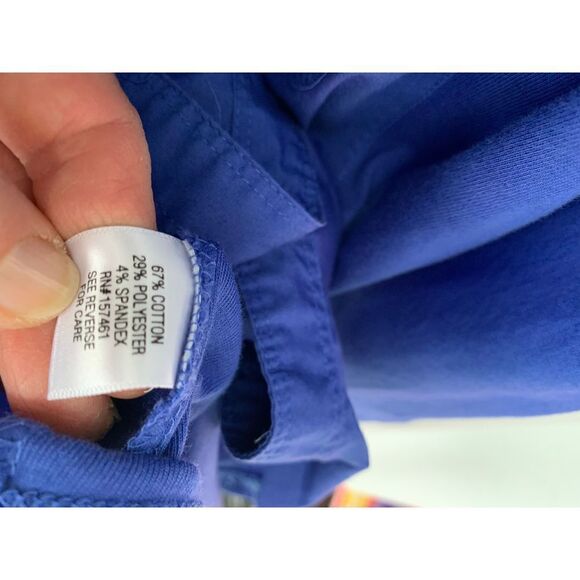 67% COTTON
29% POLYESTER
4% SPANDEX
RN# 157461
SEE REVERSE
FOR CARE